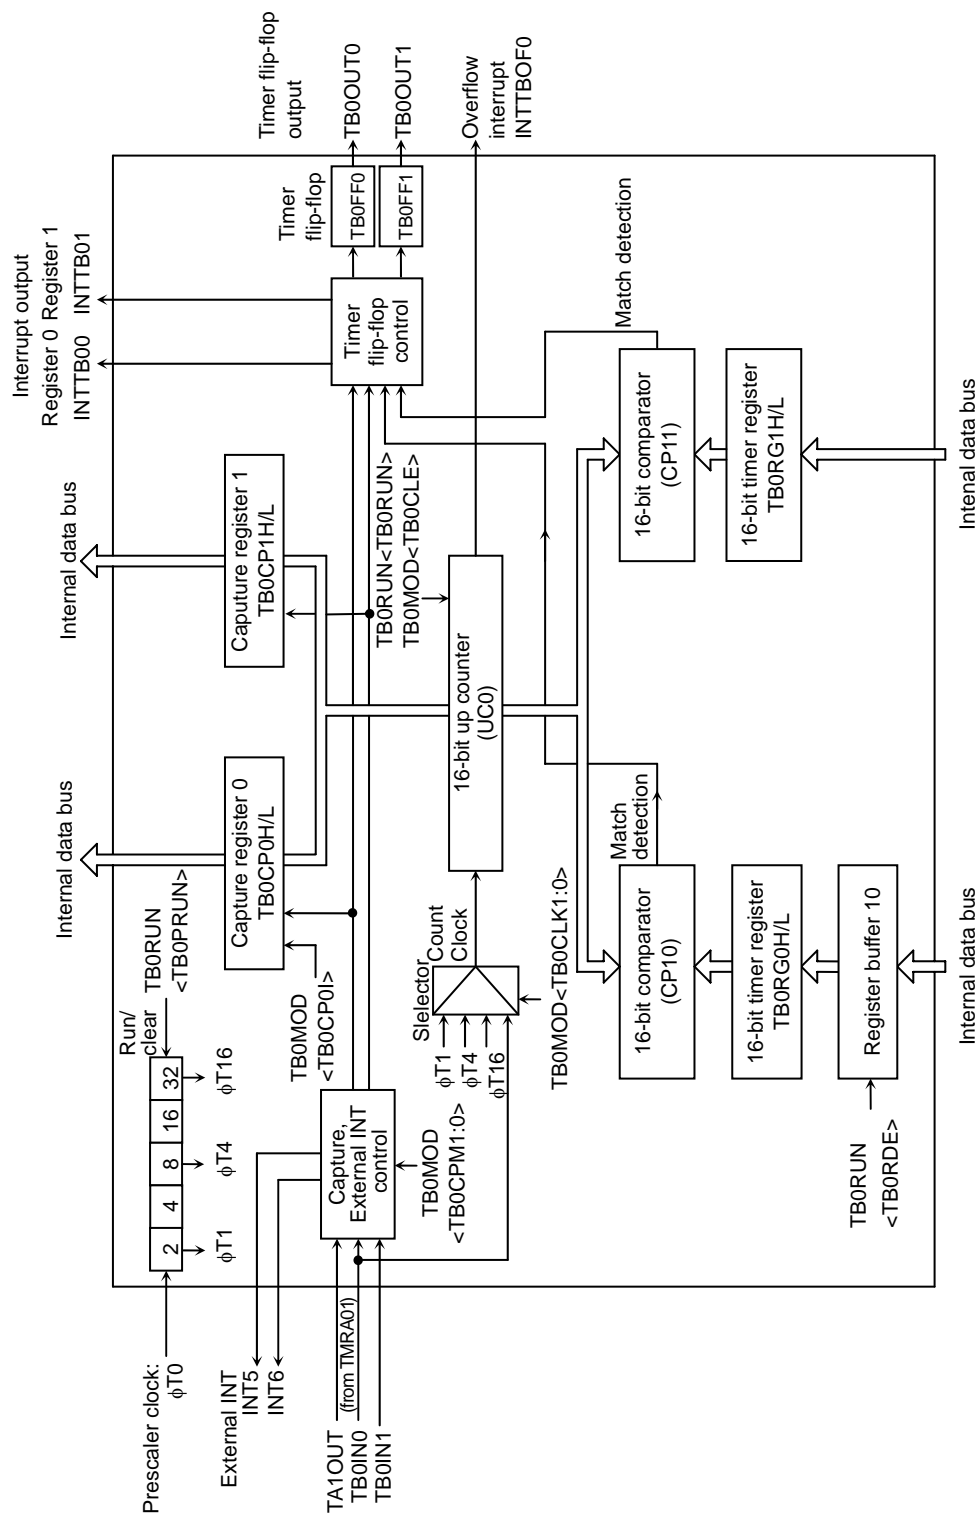 Prescaler clock:
ϕT0
2
4
8
16
32
Run/
clear
TB0RUN
<TB0PRUN>
ϕT1
ϕT4
ϕT16
External INT
INT5
INT6
TA1OUT
(from TMRA01)
TB0IN0
TB0IN1
Capture,
External INT
control
TB0MOD
<TB0CPM1:0>
TB0MOD
<TB0CP0I>
Internal data bus
Capture register 0
TB0CP0H/L
Internal data bus
Caputure register 1
TB0CP1H/L
Interrupt output
Register 0 Register 1
INTTB00 INTTB01
Timer
flip-flop
control
Timer
flip-flop
TB0FF0
TB0FF1
Timer flip-flop
output
TB0OUT0
TB0OUT1
Overflow
interrupt
INTTBOF0
Slelector
ϕT1
ϕT4
ϕT16
Count
Clock
TB0MOD<TB0CLK1:0>
TB0RUN<TB0RUN>
TB0MOD<TB0CLE>
16-bit up counter
(UC0)
Match
detection
Match detection
16-bit comparator
(CP10)
16-bit comparator
(CP11)
16-bit timer register
TB0RG0H/L
16-bit timer register
TB0RG1H/L
Register buffer 10
TB0RUN
<TB0RDE>
Internal data bus
Intenal data bus